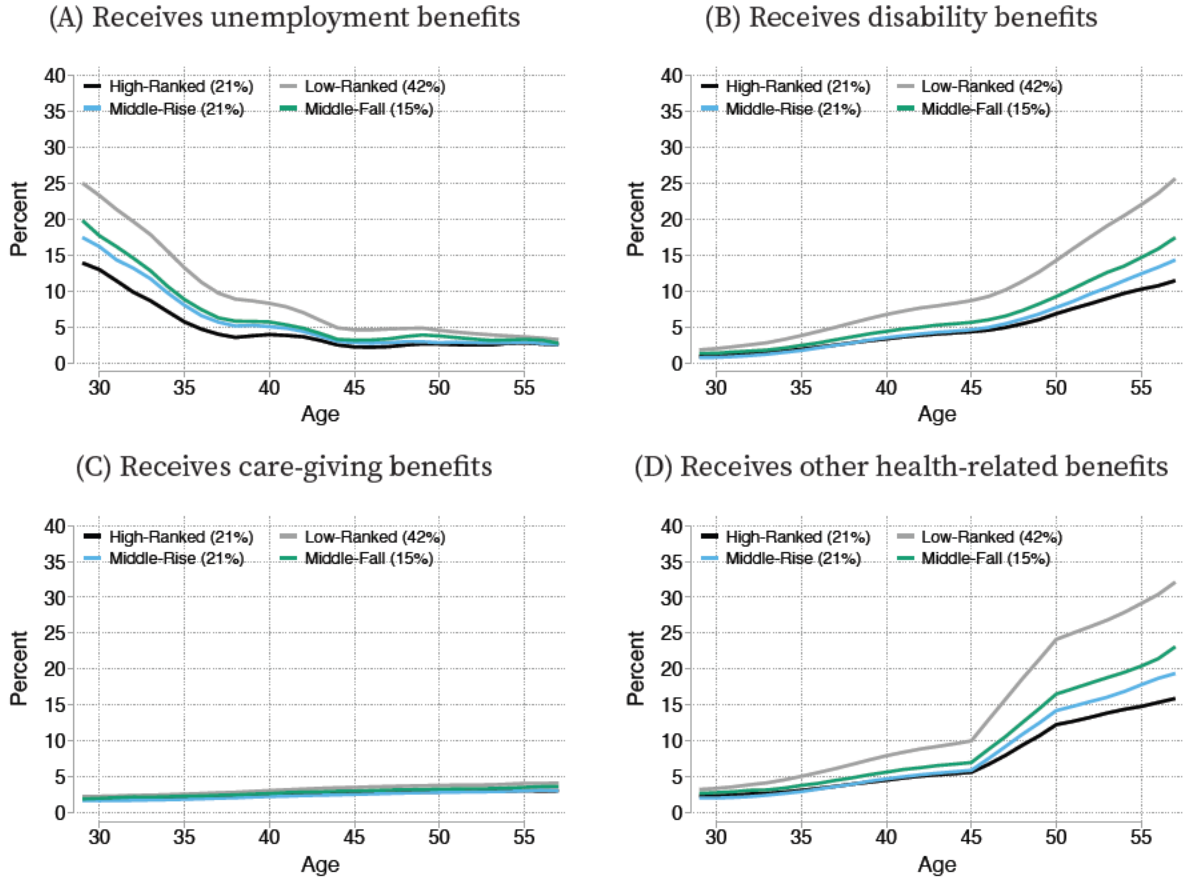 (A) Receives unemployment benefits
High-Ranked (21%) Low-Ranked (42%)
Middle-Rise (21%) Middle-Fall (15%)
Percent
40
35
30
25
20
15
10
5
0
30 35 40 45 50 55
Age
(B) Receives disability benefits
High-Ranked (21%) Low-Ranked (42%)
Middle-Rise (21%) Middle-Fall (15%)
Percent
40
35
30
25
20
15
10
5
0
30 35 40 45 50 55
Age
(C) Receives care-giving benefits
High-Ranked (21%) Low-Ranked (42%)
Middle-Rise (21%) Middle-Fall (15%)
Percent
40
35
30
25
20
15
10
5
0
30 35 40 45 50 55
Age
(D) Receives other health-related benefits
High-Ranked (21%) Low-Ranked (42%)
Middle-Rise (21%) Middle-Fall (15%)
Percent
40
35
30
25
20
15
10
5
0
30 35 40 45 50 55
Age